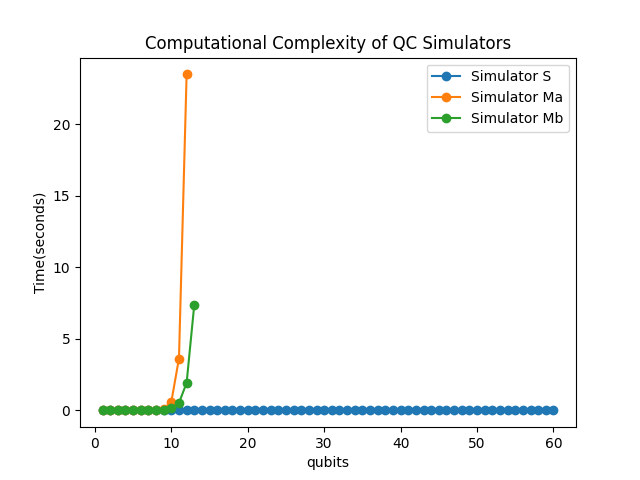 Computational Complexity of QC Simulators
Simulator S
Simulator Ma
Simulator Mb
Time(seconds)
20
15
10
5
0
0 10 20 30 40 50 60
qubits